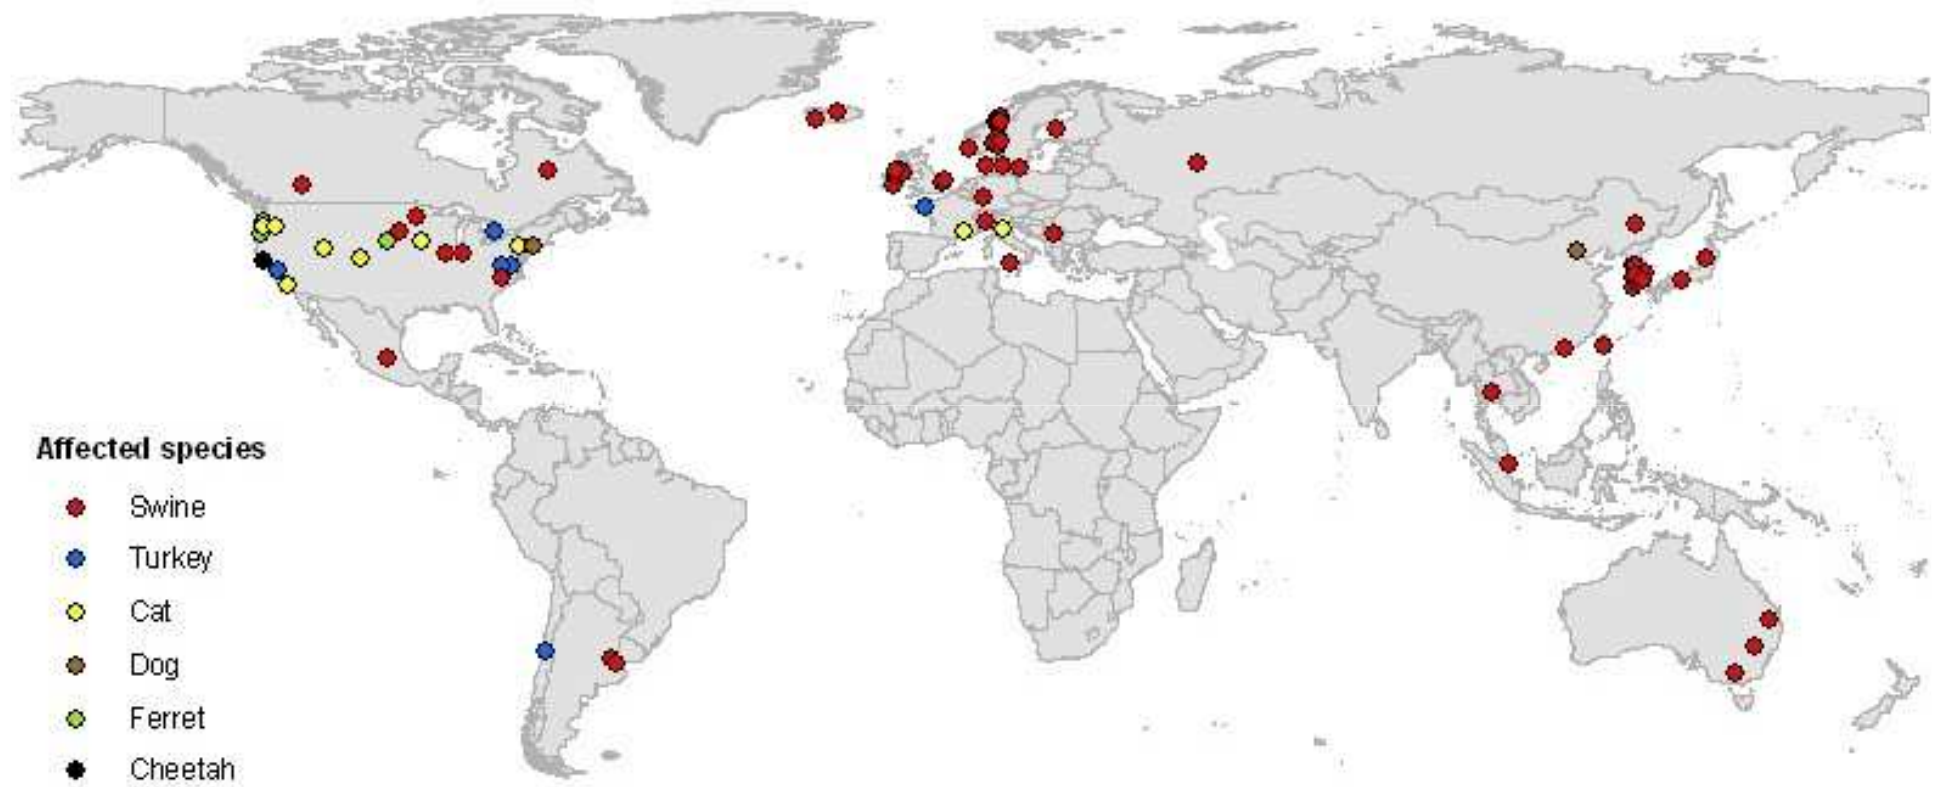 Affected species
Swine
Turkey
Cat
Dog
Ferret
Cheetah